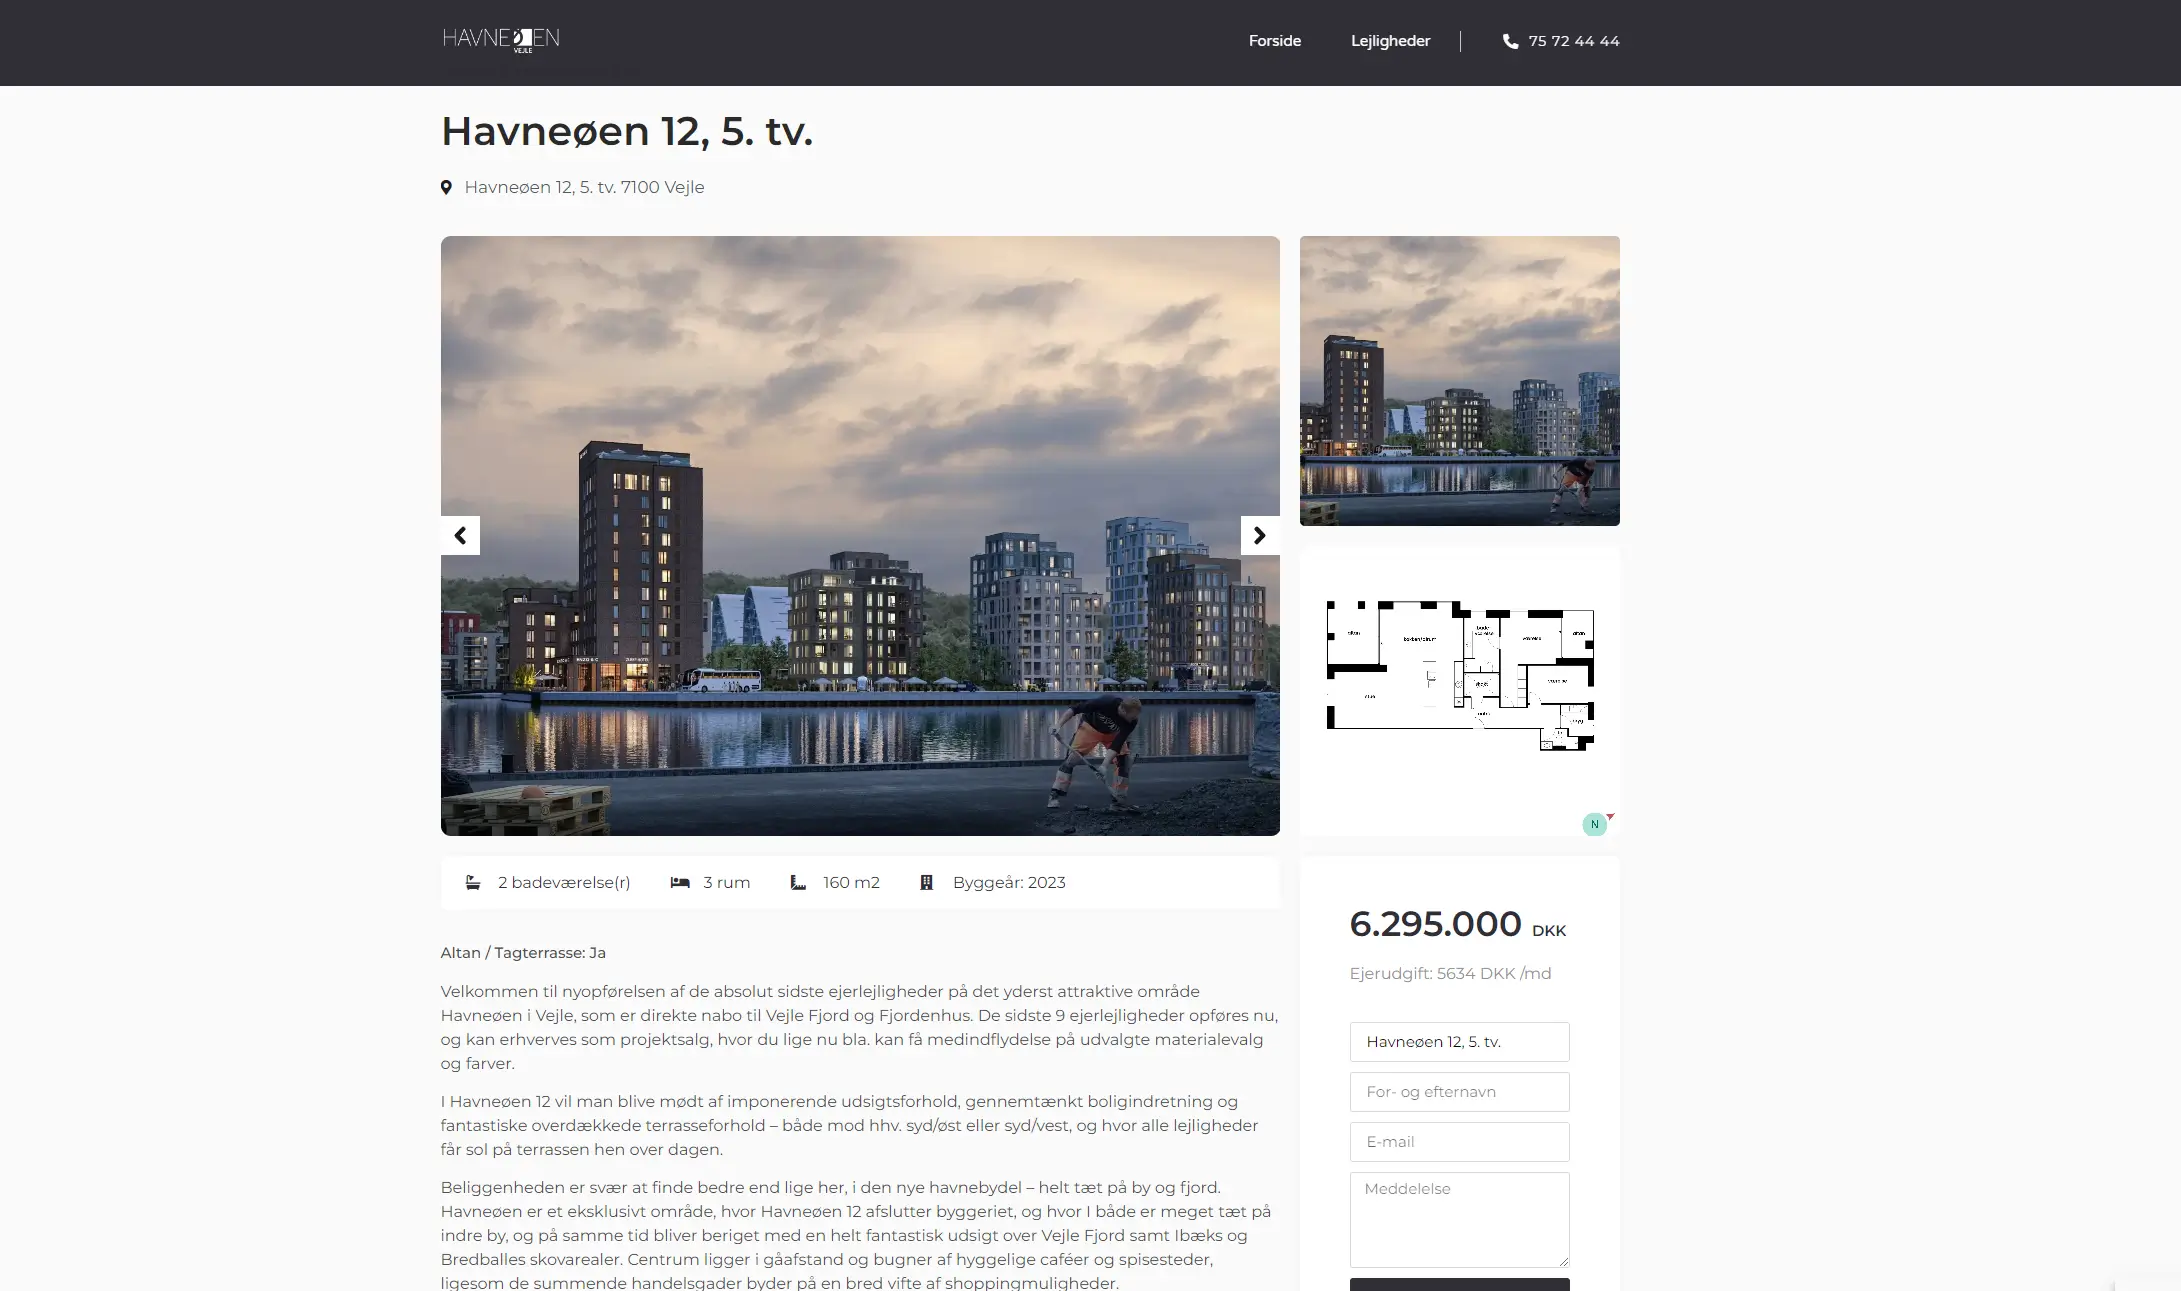 HAVNEØEN
VEJLE
Forside
Lejligheder
75 72 44 44
Havneøen 12, 5. tv.
Havneøen 12, 5. tv. 7100 Vejle
altan
køkken/alrum
bade
værelse
værelse
altan
N
2 badeværelse(r)
3 rum
160 m2
Byggeår: 2023
6.295.000 DKK
Ejerudgift: 5634 DKK /md
Havneøen 12, 5. tv.
For- og efternavn
E-mail
Meddelelse
Altan / Tagterrasse: Ja
Velkommen til nyopførelsen af de absolut sidste ejerlejligheder på det yderst attraktive område
Havneøen i Vejle, som er direkte nabo til Vejle Fjord og Fjordenhus. De sidste 9 ejerlejligheder opføres nu,
og kan erhverves som projektsalg, hvor du lige nu bla. kan få medindflydelse på udvalgte materialevalg
og farver.
I Havneøen 12 vil man blive mødt af imponerende udsigtsforhold, gennemtænkt boligindretning og
fantastiske overdækkede terrasseforhold – både mod hhv. syd/øst eller syd/vest, og hvor alle lejligheder
får sol på terrassen hen over dagen.
Beliggenheden er svær at finde bedre end lige her, i den nye havnebydel – helt tæt på by og fjord.
Havneøen er et eksklusivt område, hvor Havneøen 12 afslutter byggeriet, og hvor I både er meget tæt på
indre by, og på samme tid bliver beriget med en helt fantastisk udsigt over Vejle Fjord samt Ibæks og
Bredballes skovarealer. Centrum ligger i gåafstand og bugner af hyggelige caféer og spisesteder,
ligesom de summende handelsgader byder på en bred vifte af shoppingmuligheder.